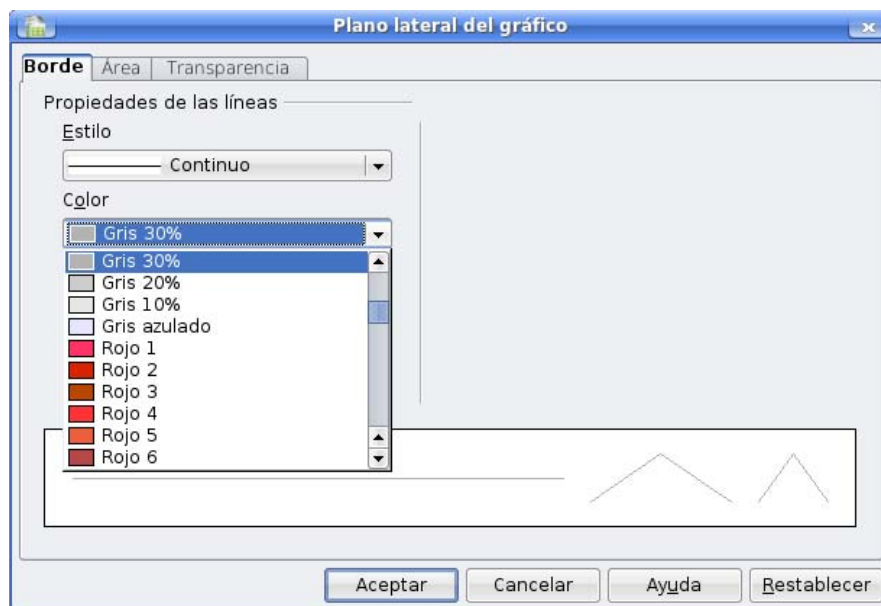 Plano lateral del gráfico
Borde Área Transparencia
Propiedades de las líneas
Estilo
Continuo
Color
Gris 30%
Gris 30%
Gris 20%
Gris 10%
Gris azulado
Rojo 1
Rojo 2
Rojo 3
Rojo 4
Rojo 5
Rojo 6
Aceptar Cancelar Ayuda Restablecer